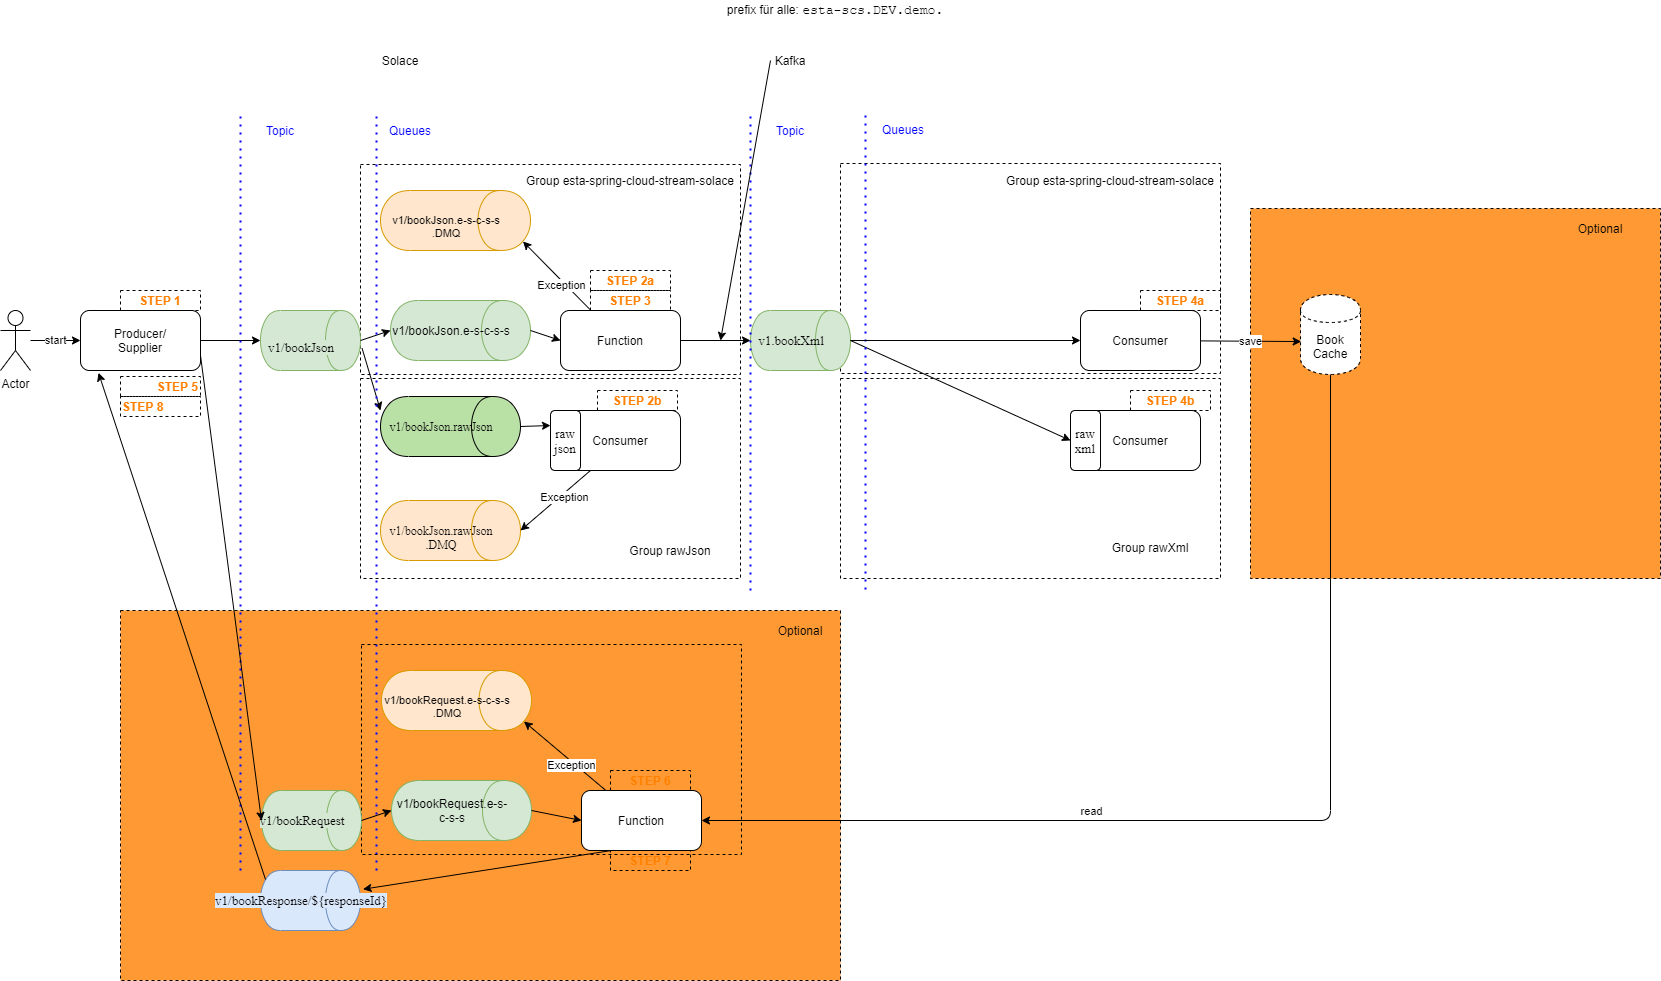 prefix für alle: esta-scs.DEV.demo.
Solace
Kafka
Topic
Queues
Topic
Queues
Group esta-spring-cloud-stream-solace
Group esta-spring-cloud-stream-solace
v1/bookJson.e-s-c-s-s
.DMQ
Optional
Exception
STEP 2a
STEP 1
STEP 3
STEP 4a
start
Producer/
Supplier
v1/bookJson
v1/bookJson.e-s-c-s-s
Function
v1.bookXml
Consumer
save
Book
Cache
Actor
STEP 5
STEP 8
STEP 2b
STEP 4b
v1/bookJson.rawJson
raw
json
Consumer
raw
xml
Consumer
Exception
v1/bookJson.rawJson
.DMQ
Group rawJson
Group rawXml
Optional
v1/bookRequest.e-s-c-s-s
.DMQ
Exception
STEP 6
v1/bookRequest
v1/bookRequest.e-s-
c-s-s
Function
read
STEP 7
v1/bookResponse/${responseId}